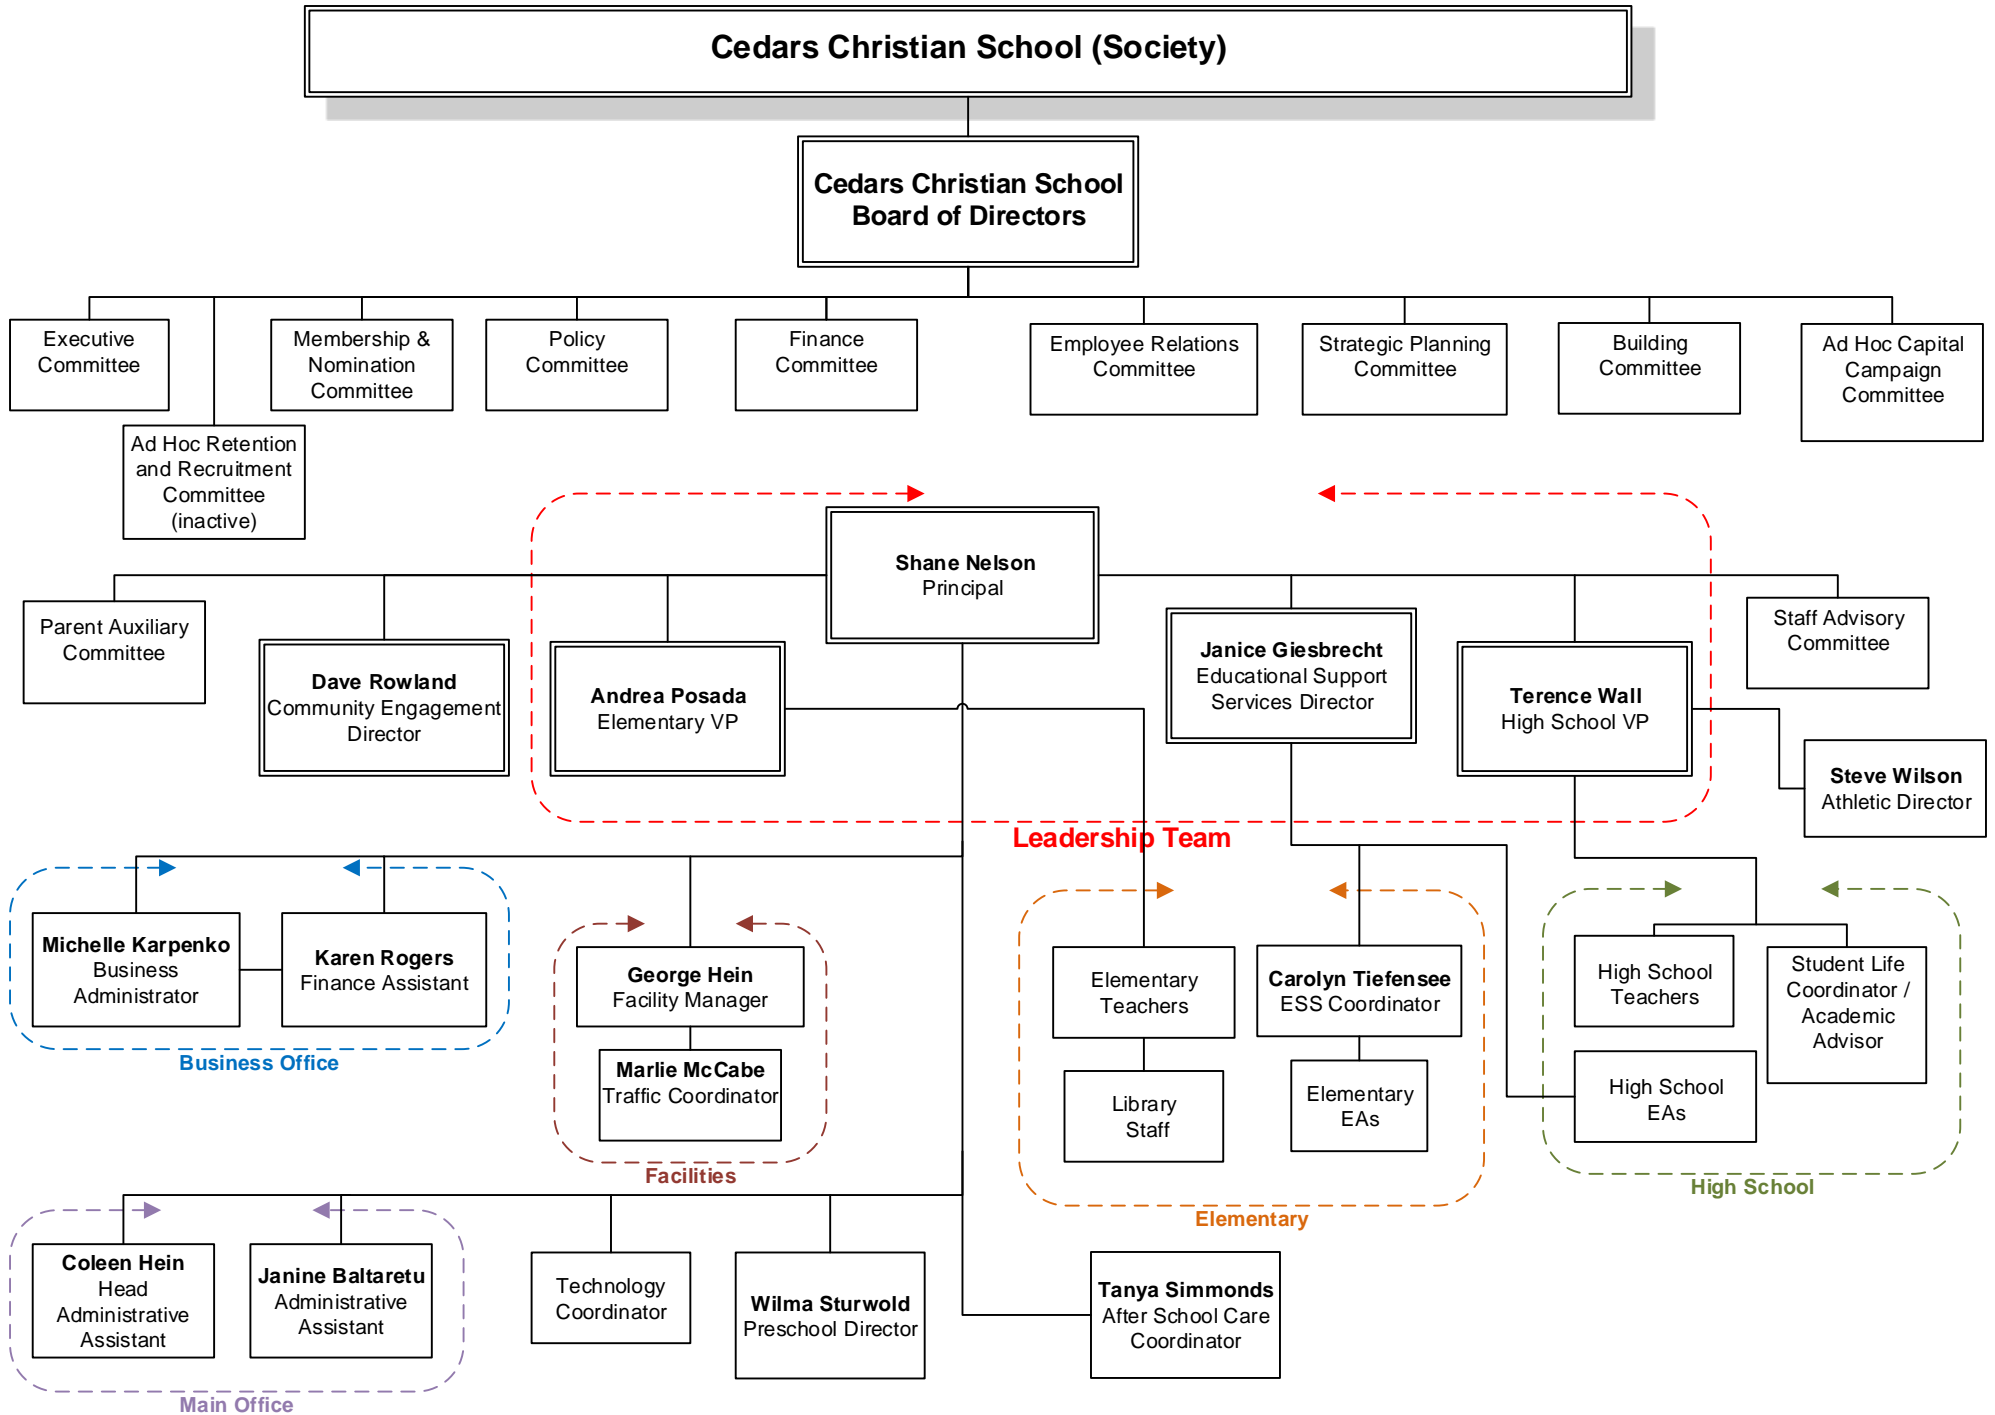 Cedars Christian School (Society)
Cedars Christian School
Board of Directors
Executive
Committee
Membership &
Nomination
Committee
Policy
Committee
Finance
Committee
Employee Relations
Committee
Strategic Planning
Committee
Building
Committee
Ad Hoc Capital
Campaign
Committee
Ad Hoc Retention
and Recruitment
Committee
(inactive)
Shane Nelson
Principal
Parent Auxiliary
Committee
Dave Rowland
Community Engagement
Director
Andrea Posada
Elementary VP
Janice Giesbrecht
Educational Support
Services Director
Terence Wall
High School VP
Staff Advisory
Committee
Steve Wilson
Athletic Director
Leadership Team
Michelle Karpenko
Business
Administrator
Karen Rogers
Finance Assistant
Business Office
George Hein
Facility Manager
Marlie McCabe
Traffic Coordinator
Facilities
Elementary
Teachers
Library
Staff
Carolyn Tiefensee
ESS Coordinator
Elementary
EAs
Elementary
High School
Teachers
Student Life
Coordinator /
Academic
Advisor
High School
EAs
High School
Coleen Hein
Head
Administrative
Assistant
Janine Baltaretu
Administrative
Assistant
Main Office
Technology
Coordinator
Wilma Sturwold
Preschool Director
Tanya Simmonds
After School Care
Coordinator